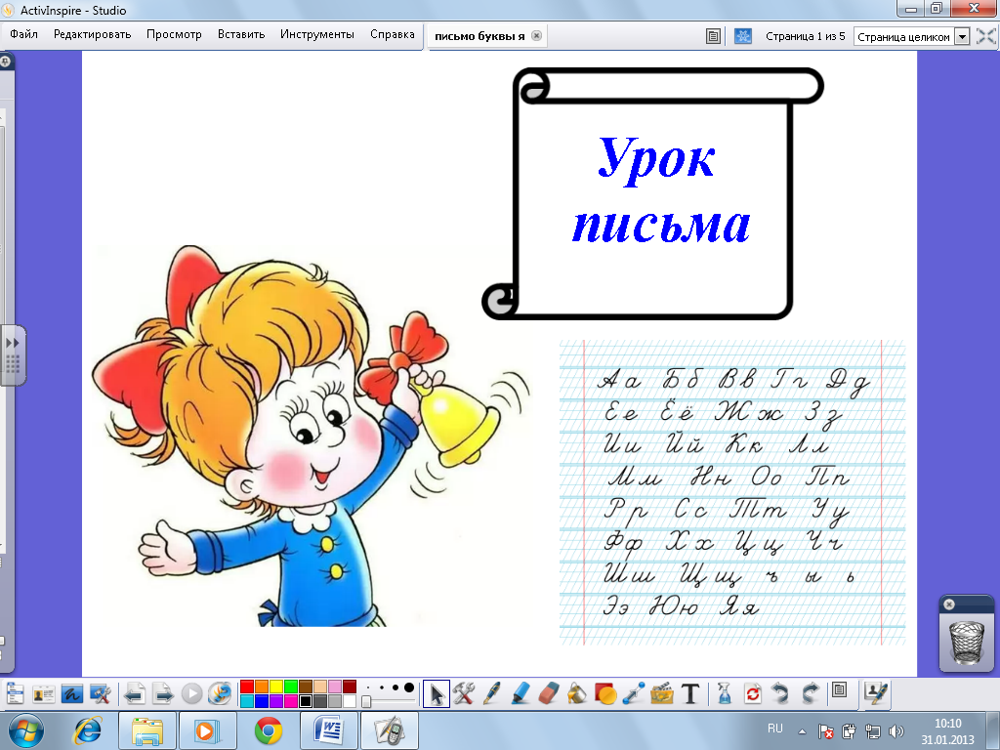 ActivInspire - Studio
Файл Редактировать Просмотр Вставить Инструменты Справка письмо буквы я Страница 1 из 5 Страница целиком
Урок
письма
Аа Бб Вв Гг Дд
Ее Ёё Жж Зз
Ии Йй Кк Лл
Мм Нн Оо Пп
Рр Сс Тт Уу
Фф Хх Цц Чч
Шш Щщ ъ ы ь
Ээ Юю Яя
RU 10:10
31.01.2013